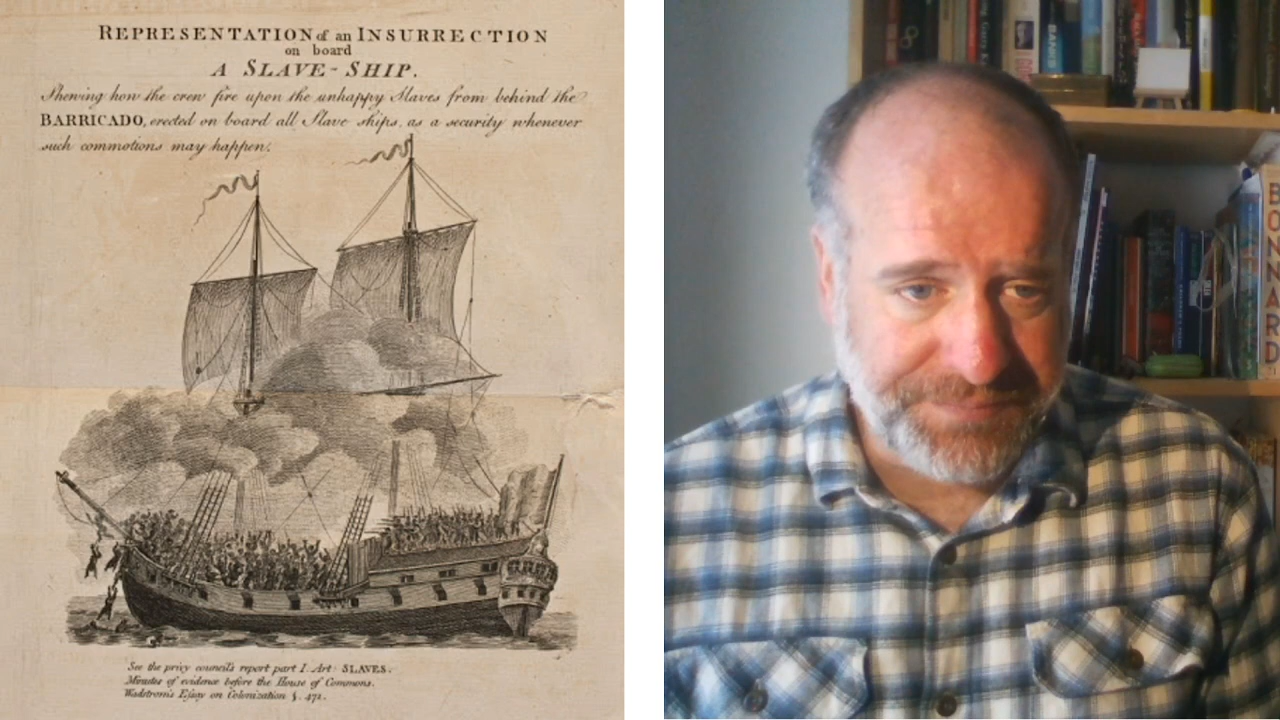 REPRESENTATION of an INSURRECTION
on board
A SLAVE-SHIP.
Shewing how the crew fire upon the unhappy Slaves from behind the
BARRICADO, erected on board all Slave ships, as a security whenever
such commotions may happen.
See the privy council's report part I. Art: SLAVES.
Minutes of evidence before the House of Commons.
Wadstrom's Essay on Colonization §. 471.
BANKER
BONNARD